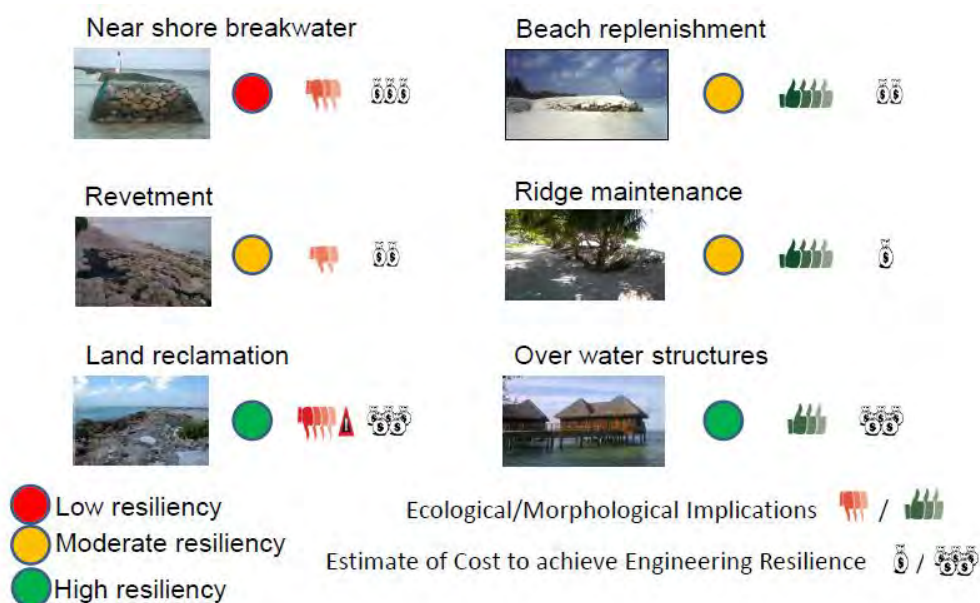 Near shore breakwater
Beach replenishment
Revetment
Ridge maintenance
Land reclamation
Over water structures
Low resiliency
Moderate resiliency
High resiliency
Ecological/Morphological Implications /
Estimate of Cost to achieve Engineering Resilience /